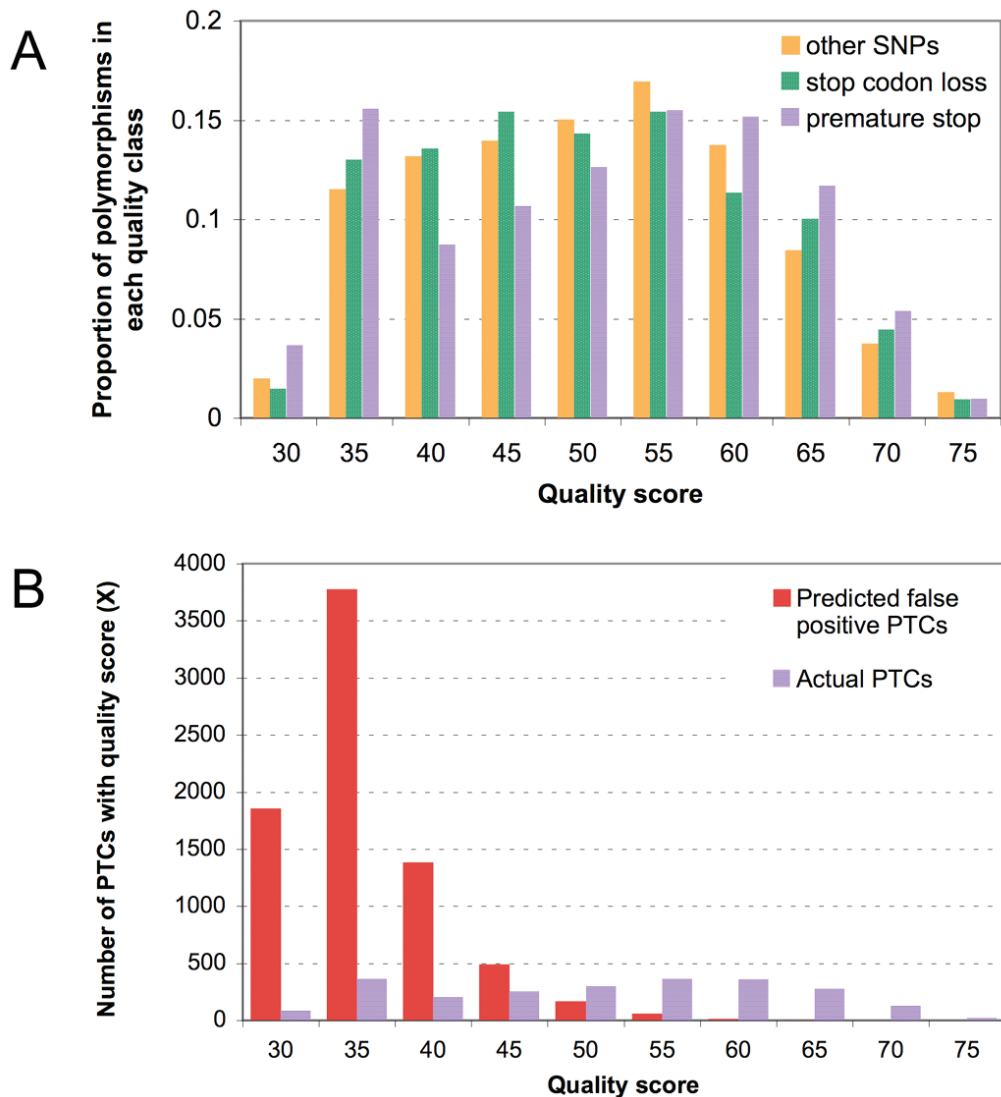 A
Proportion of polymorphisms in
each quality class
0.2
0.15
0.1
0.05
0
other SNPs
stop codon loss
premature stop
30 35 40 45 50 55 60 65 70 75
Quality score
B
Number of PTCs with quality score (X)
4000
3500
3000
2500
2000
1500
1000
500
0
Predicted false
positive PTCs
Actual PTCs
30 35 40 45 50 55 60 65 70 75
Quality score